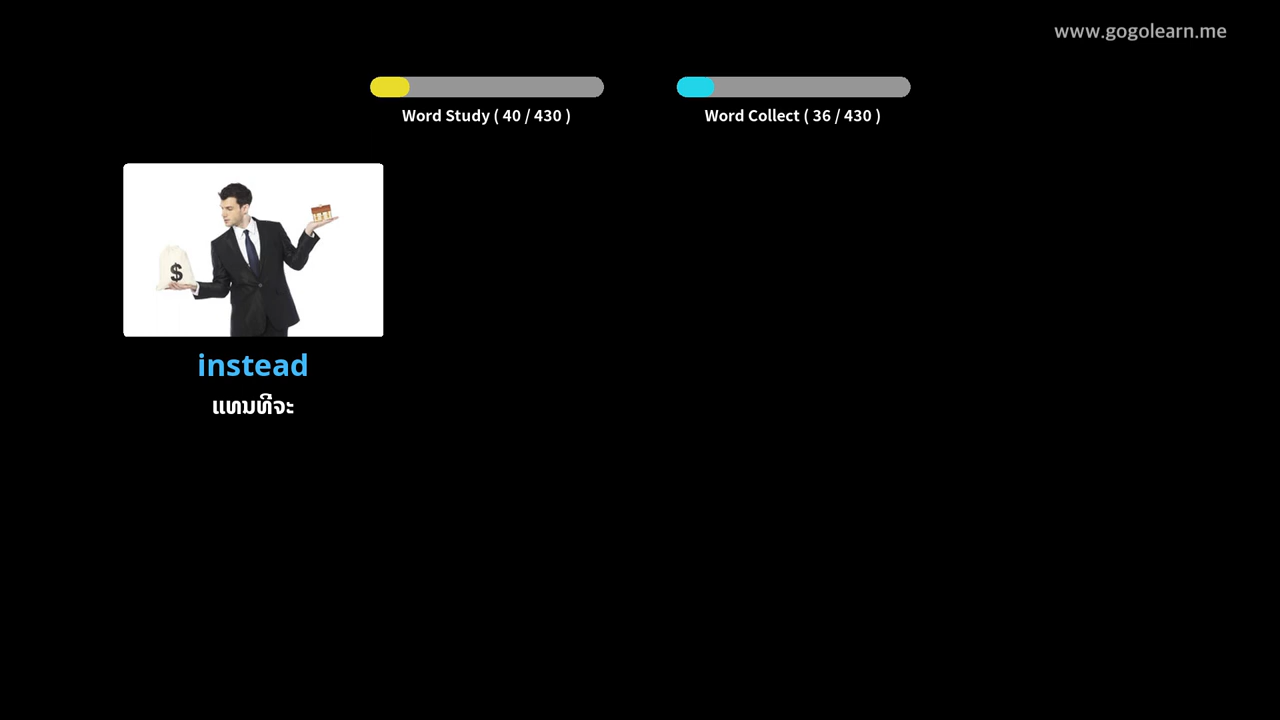 www.gogolearn.me
Word Study ( 40 / 430 )
Word Collect ( 36 / 430 )
$
instead
ແທນທີ່ຈະ